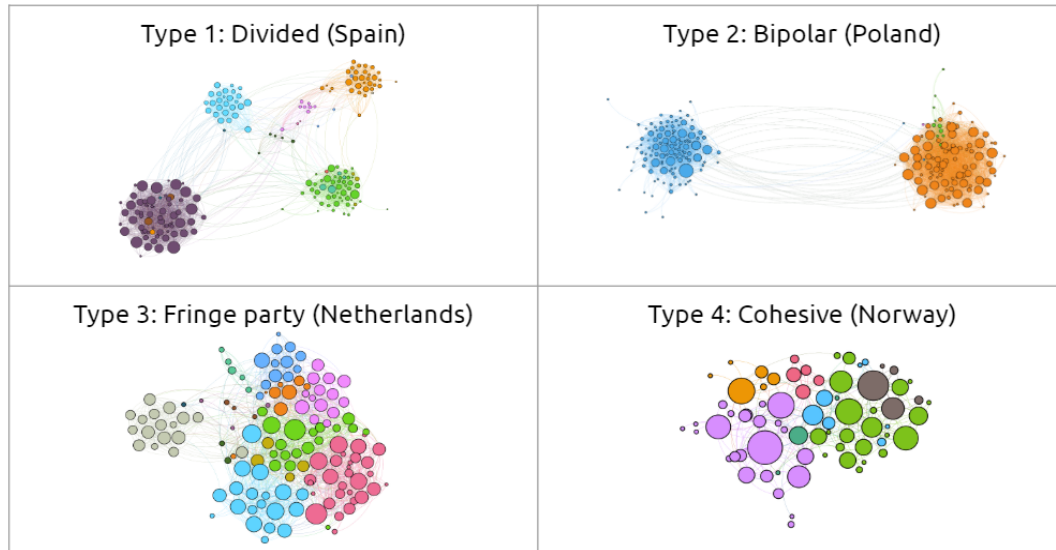 Type 1: Divided (Spain)
Type 2: Bipolar (Poland)
Type 3: Fringe party (Netherlands)
Type 4: Cohesive (Norway)